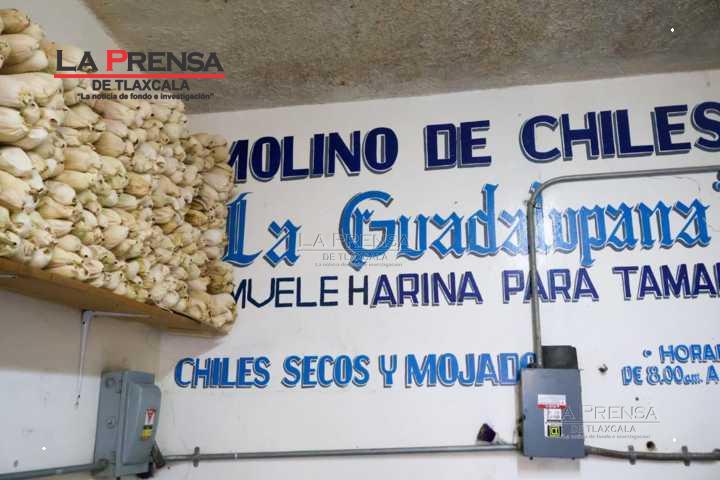 LA PRENSA
DE TLAXCALA
"La noticia de fondo e investigación"
MOLINO DE CHILES
"La Guadalupana"
LA PRENSA
DE TLAXCALA
MUELE HARINA PARA TAMA
CHILES SECOS Y MOJADO
HORA
DE 8.00 am. A
LA PRENSA
DE TLAXCALA